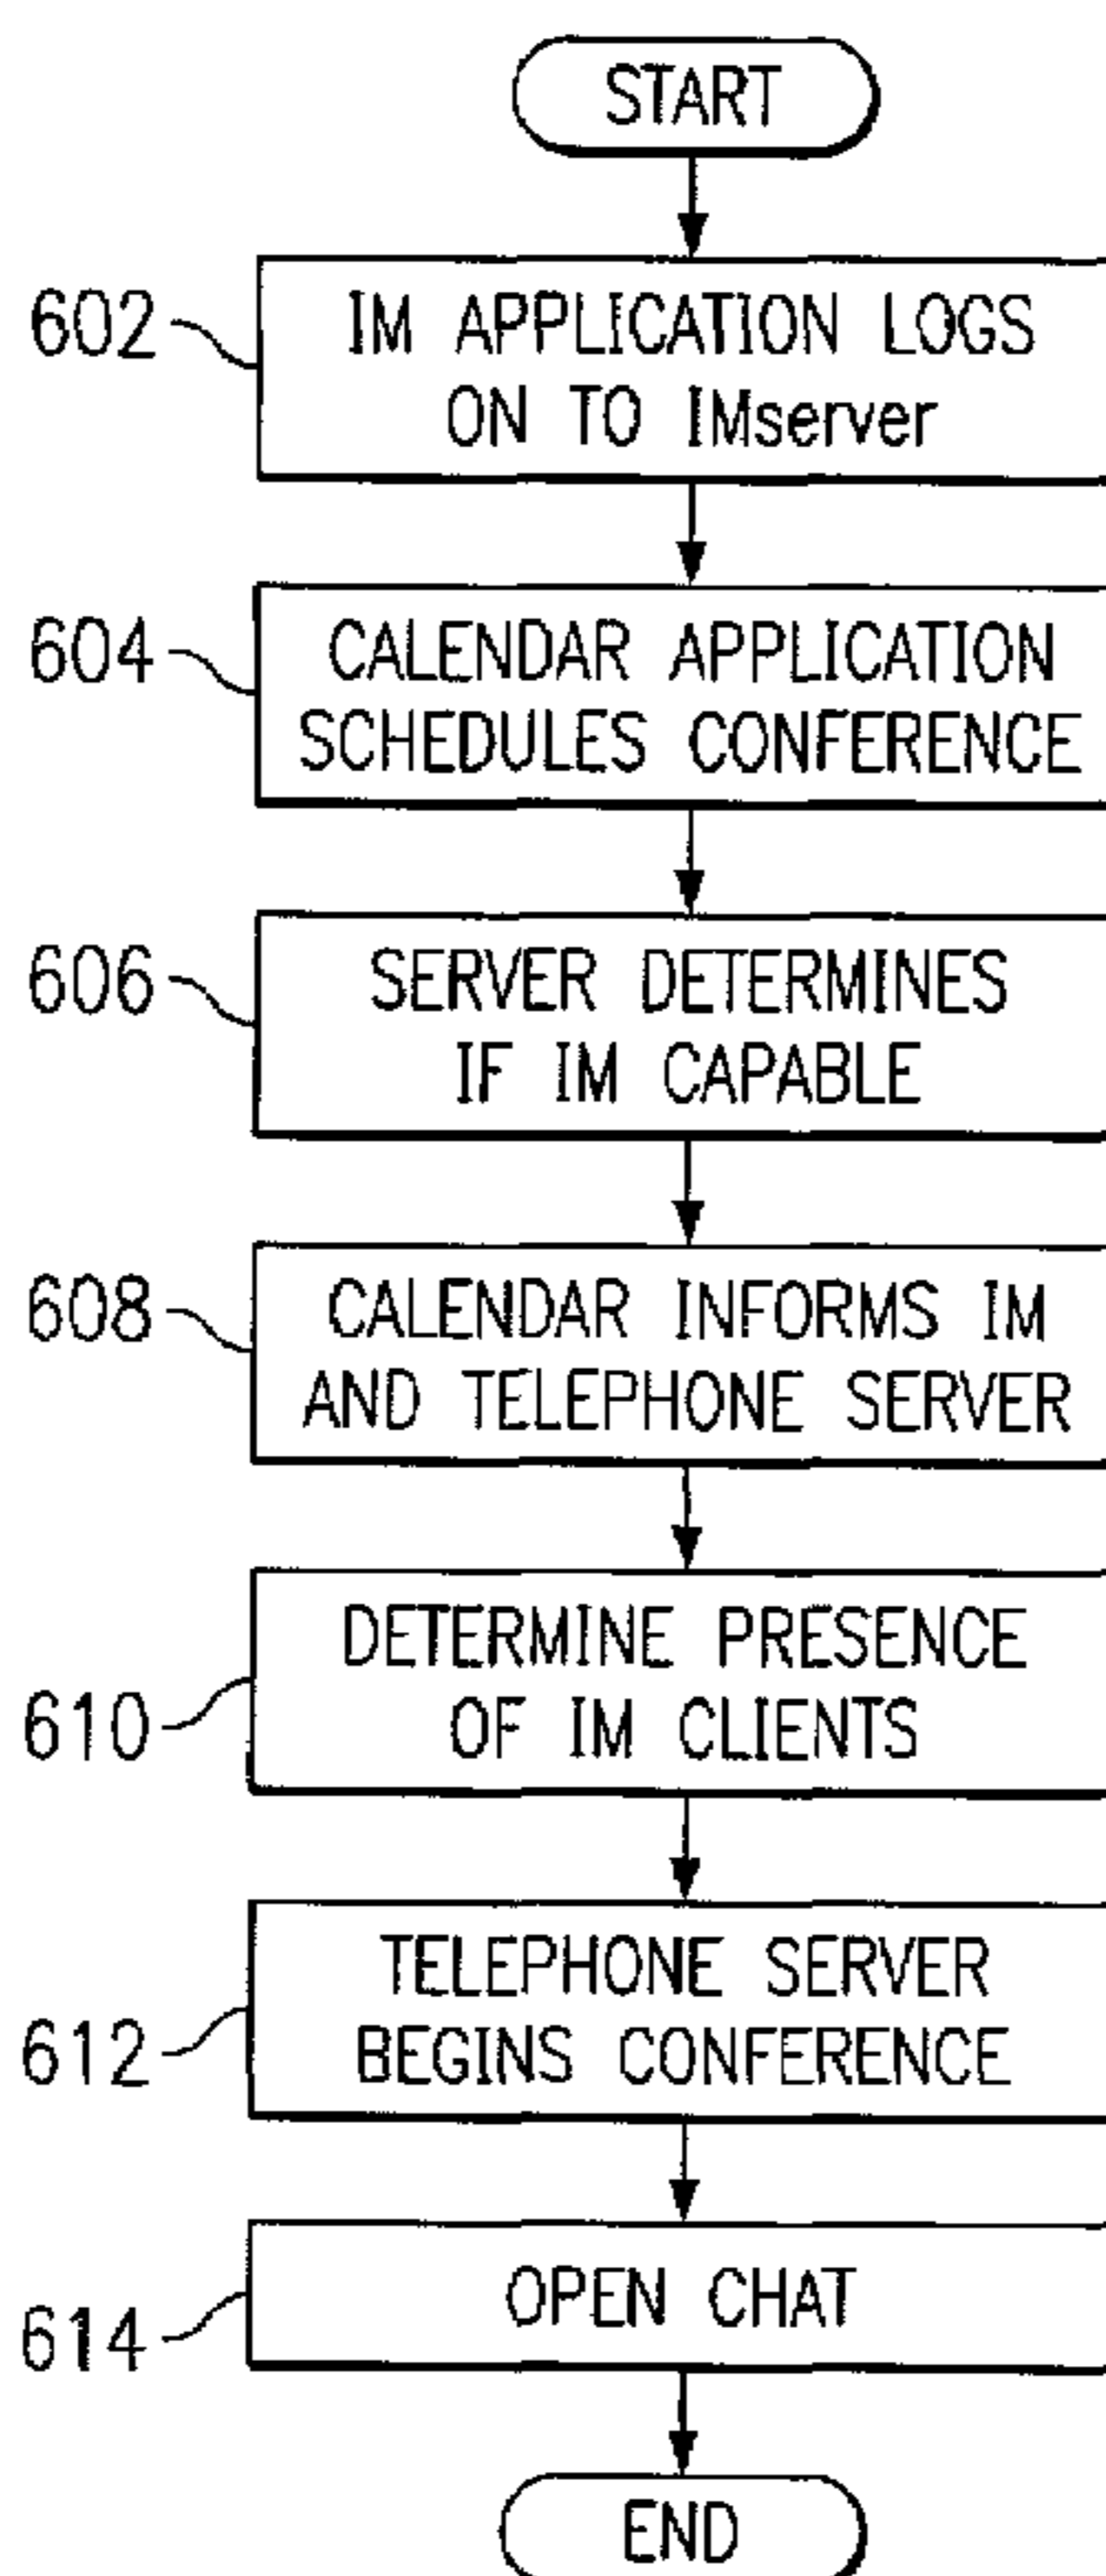 START
602
IM APPLICATION LOGS
ON TO IMserver
604
CALENDAR APPLICATION
SCHEDULES CONFERENCE
606
SERVER DETERMINES
IF IM CAPABLE
608
CALENDAR INFORMS IM
AND TELEPHONE SERVER
610
DETERMINE PRESENCE
OF IM CLIENTS
612
TELEPHONE SERVER
BEGINS CONFERENCE
614
OPEN CHAT
END